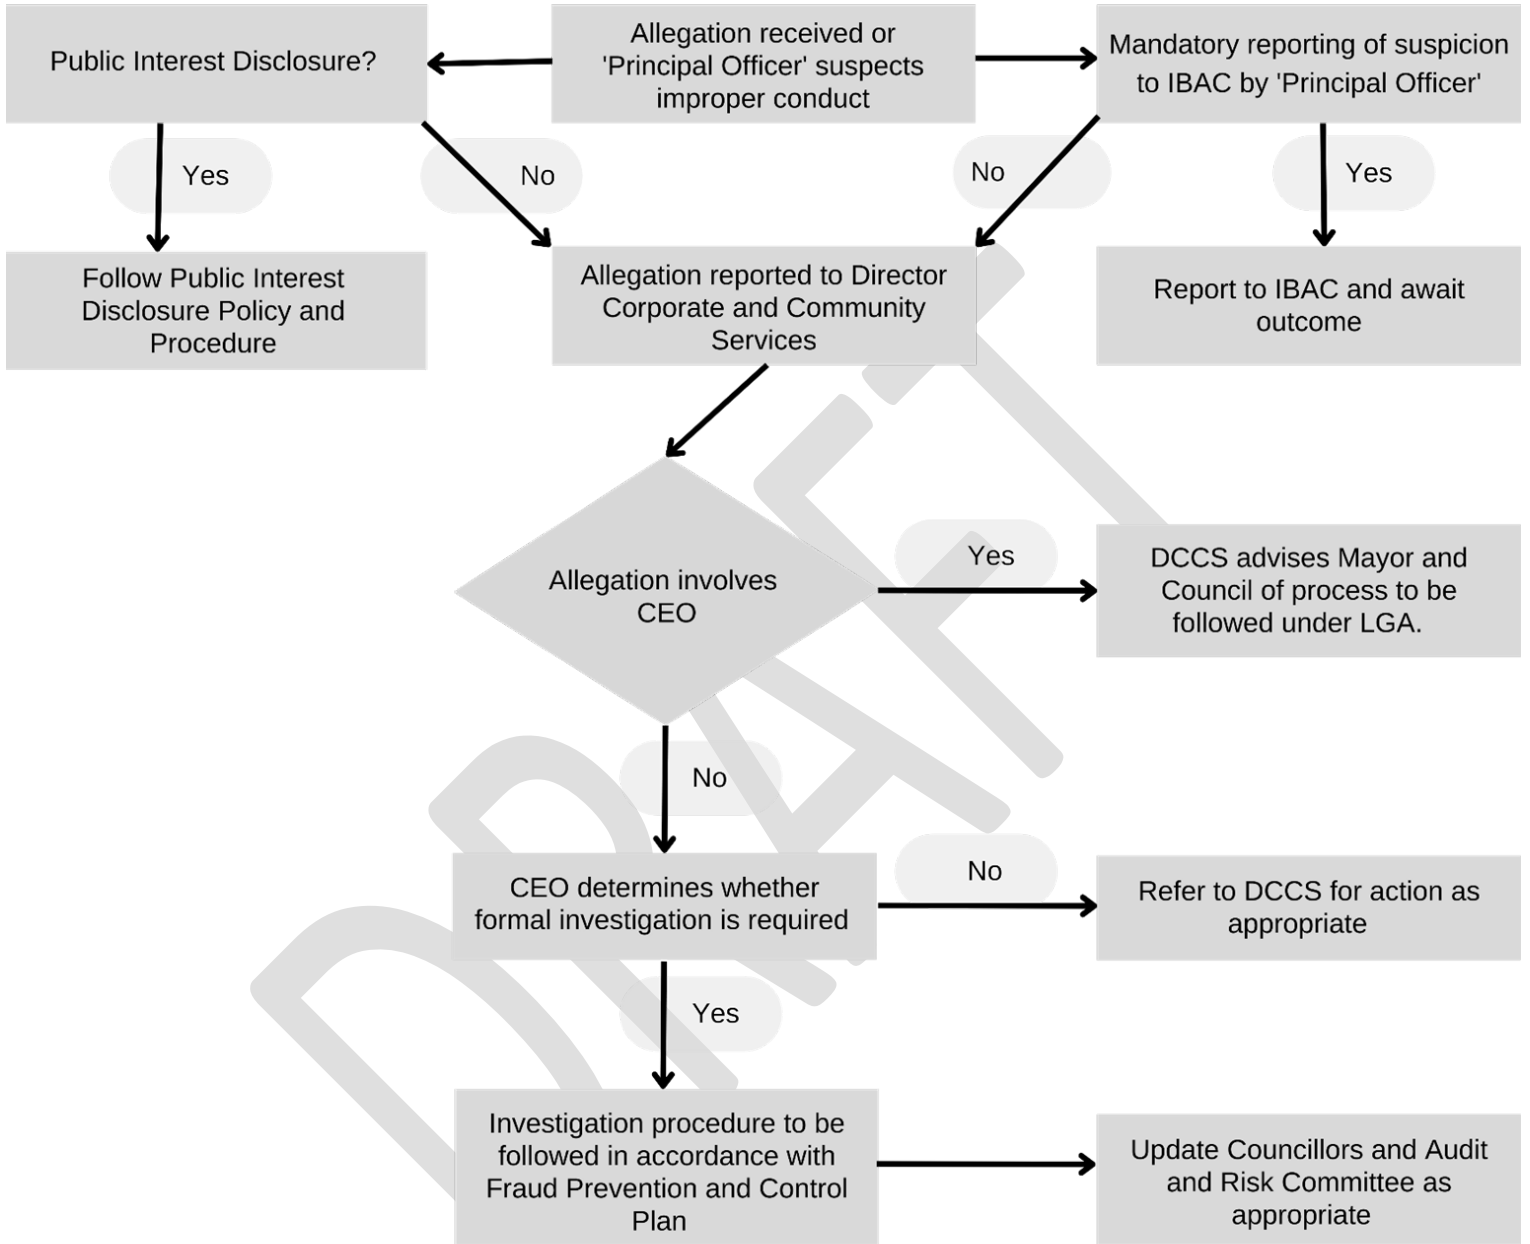 Public Interest Disclosure?
Allegation received or
'Principal Officer' suspects
improper conduct
Mandatory reporting of suspicion
to IBAC by 'Principal Officer'
Yes
No
No
Yes
Follow Public Interest
Disclosure Policy and
Procedure
Allegation reported to Director
Corporate and Community
Services
Report to IBAC and await
outcome
Allegation involves
CEO
Yes
DCCS advises Mayor and
Council of process to be
followed under LGA.
No
CEO determines whether
formal investigation is required
No
Refer to DCCS for action as
appropriate
Yes
Investigation procedure to be
followed in accordance with
Fraud Prevention and Control
Plan
Update Councillors and Audit
and Risk Committee as
appropriate
DRAFT